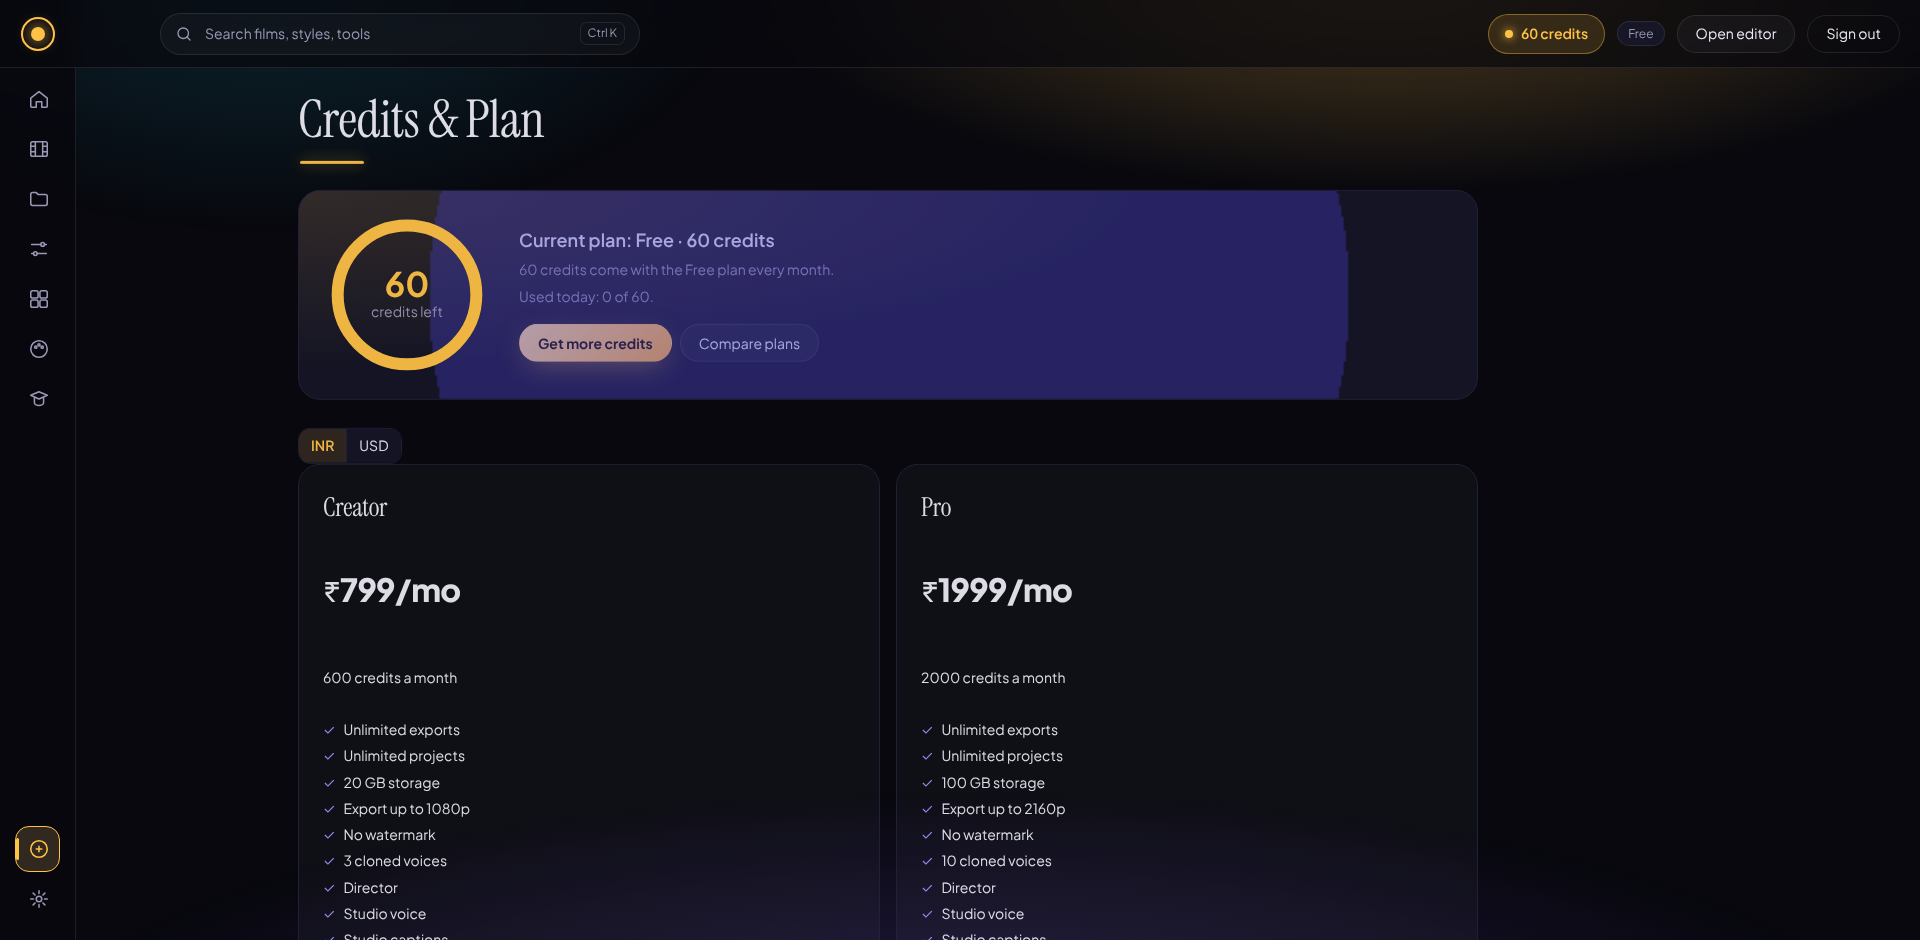 Search films, styles, tools
Ctrl K
60 credits
Free
Open editor
Sign out
Credits & Plan
60
credits left
Current plan: Free · 60 credits
60 credits come with the Free plan every month.
Used today: 0 of 60.
Get more credits
Compare plans
INR
USD
Creator
₹799/mo
600 credits a month
Unlimited exports
Unlimited projects
20 GB storage
Export up to 1080p
No watermark
3 cloned voices
Director
Studio voice
Studio captions
Pro
₹1999/mo
2000 credits a month
Unlimited exports
Unlimited projects
100 GB storage
Export up to 2160p
No watermark
10 cloned voices
Director
Studio voice
Studio captions